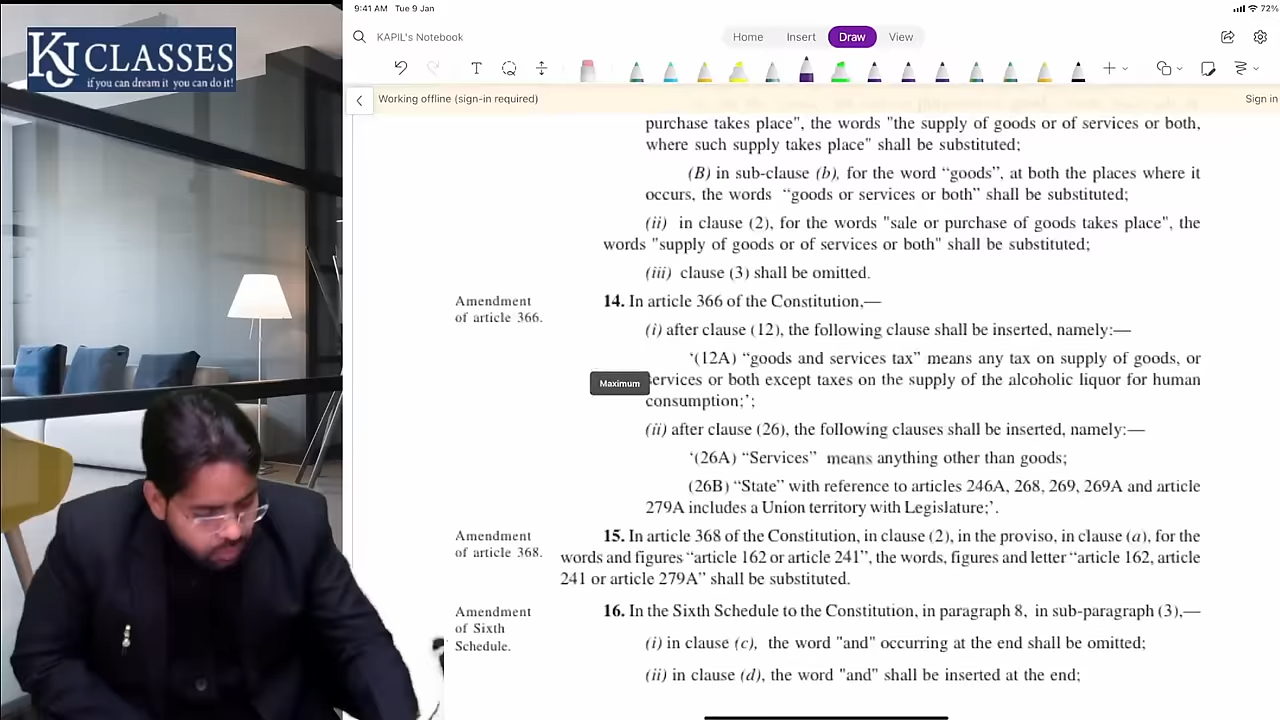 KJ CLASSES
if you can dream it you can do it!
9:41 AM Tue 9 Jan
72%
KAPIL's Notebook
Home Insert Draw View
Working offline (sign-in required)
Sign in
purchase takes place", the words "the supply of goods or of services or both,
where such supply takes place" shall be substituted;
(B) in sub-clause (b), for the word “goods”, at both the places where it
occurs, the words “goods or services or both” shall be substituted;
(ii) in clause (2), for the words "sale or purchase of goods takes place", the
words "supply of goods or of services or both" shall be substituted;
(iii) clause (3) shall be omitted.
Amendment
of article 366.
14. In article 366 of the Constitution,—
(i) after clause (12), the following clause shall be inserted, namely:—
‘(12A) “goods and services tax” means any tax on supply of goods, or
Maximum
services or both except taxes on the supply of the alcoholic liquor for human
consumption;’;
(ii) after clause (26), the following clauses shall be inserted, namely:—
‘(26A) “Services” means anything other than goods;
(26B) “State” with reference to articles 246A, 268, 269, 269A and article
279A includes a Union territory with Legislature;’.
Amendment
of article 368.
15. In article 368 of the Constitution, in clause (2), in the proviso, in clause (a), for the
words and figures “article 162 or article 241”, the words, figures and letter “article 162, article
241 or article 279A” shall be substituted.
Amendment
of Sixth
Schedule.
16. In the Sixth Schedule to the Constitution, in paragraph 8, in sub-paragraph (3),—
(i) in clause (c), the word "and" occurring at the end shall be omitted;
(ii) in clause (d), the word "and" shall be inserted at the end;